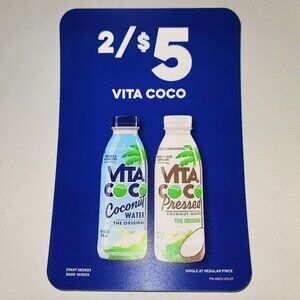 2/$5
VITA COCO
VITA
COCO
Coconut
WATER
THE ORIGINAL
VITA
COCO
Pressed
COCONUT WATER
THE ORIGINAL
SINGLE AT REGULAR PRICE